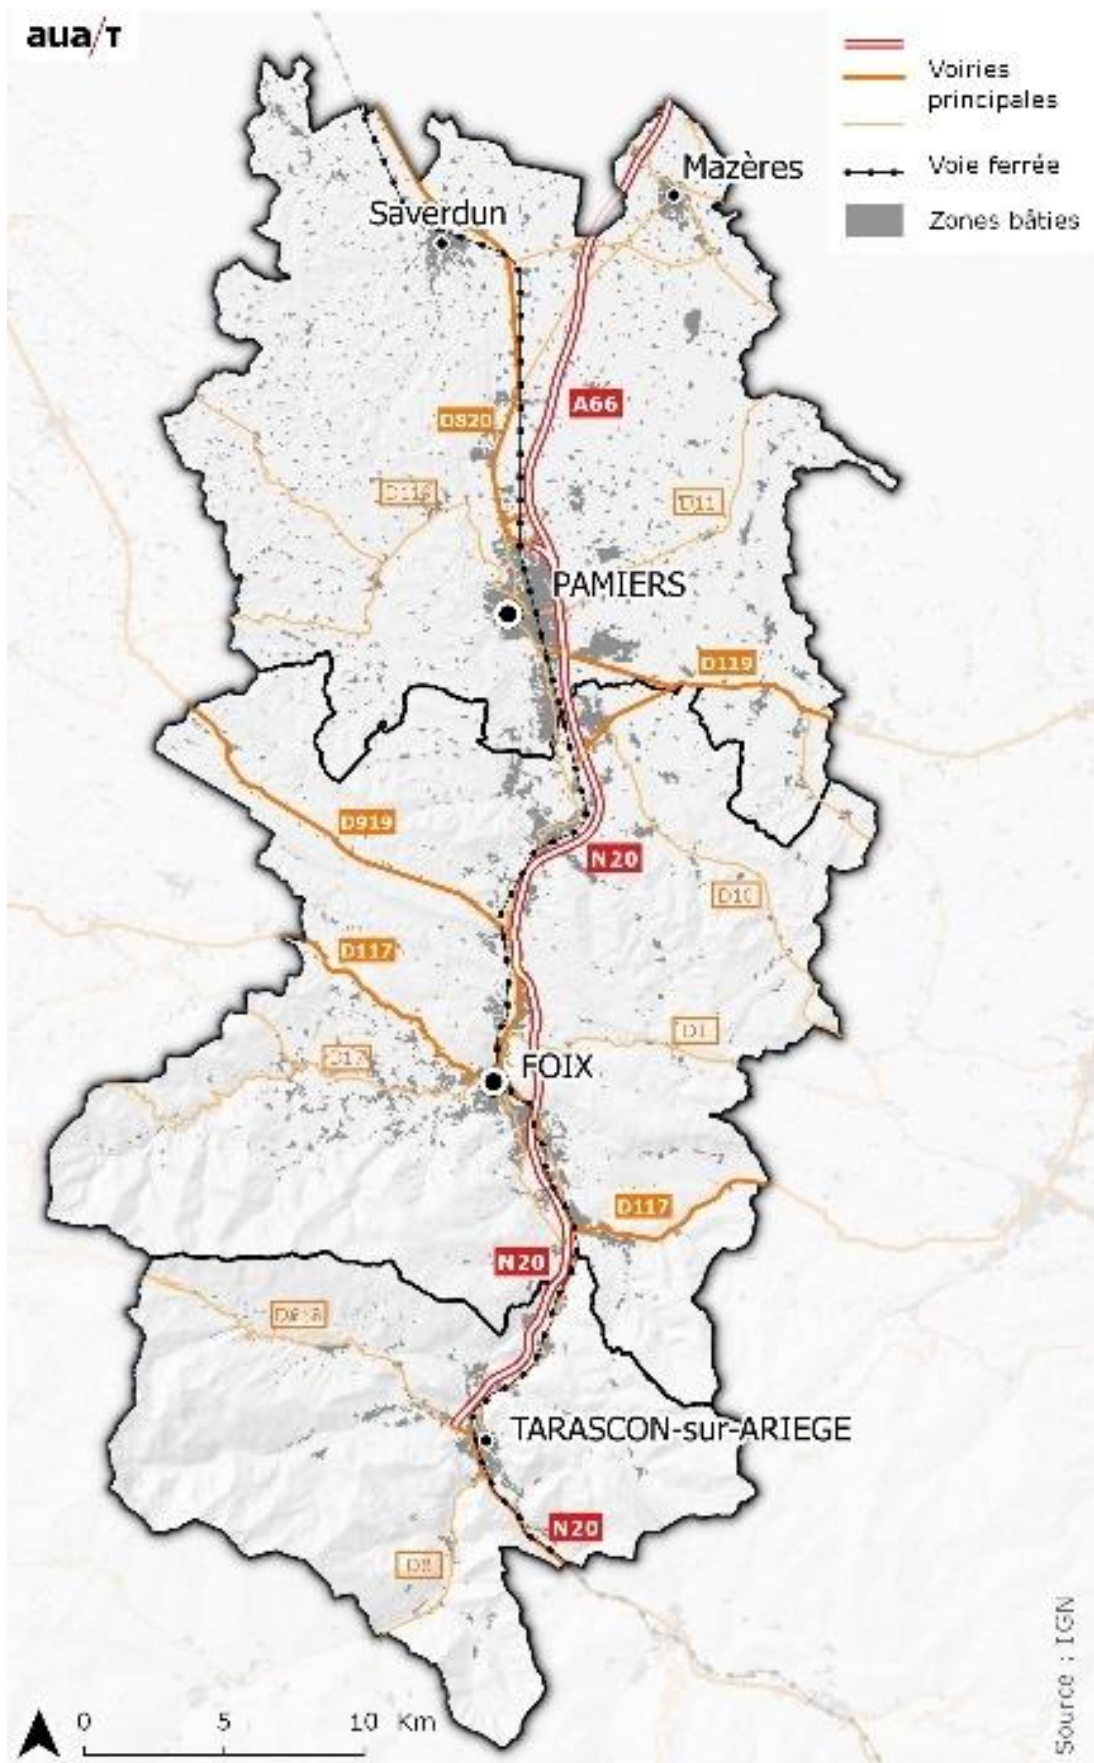 aua/T
Voiries
principales
Voie ferrée
Zones bâties
Mazères
Saverdun
A66
D820
D11
PAMIERS
D119
D919
N20
D10
D117
D1
FOIX
D117
N20
TARASCON-sur-ARIEGE
N20
D8
0 5 10 Km
Source : IGN